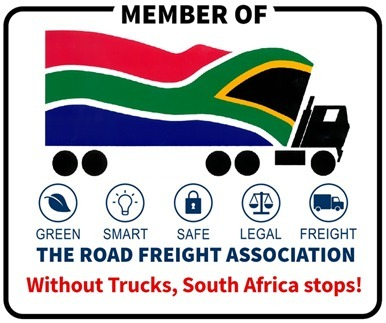 MEMBER OF
GREEN SMART SAFE LEGAL FREIGHT
THE ROAD FREIGHT ASSOCIATION
Without Trucks, South Africa stops!